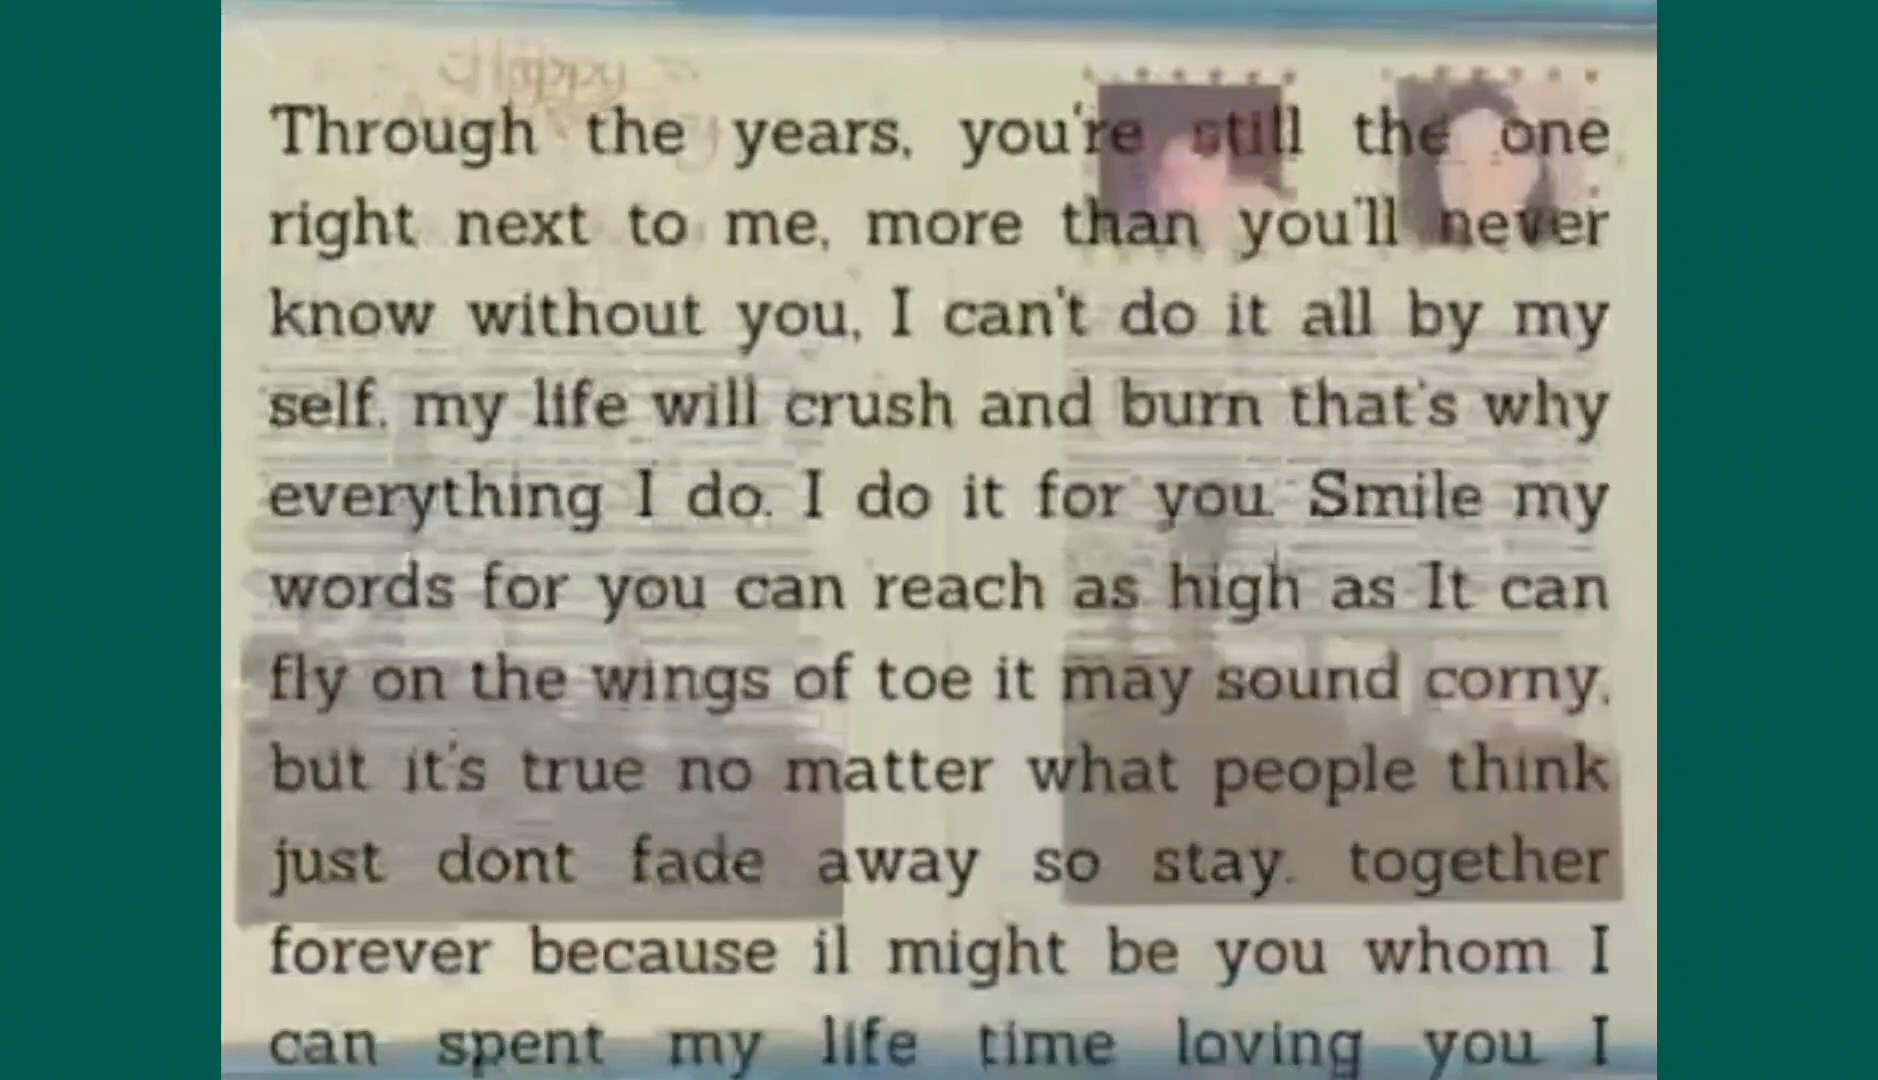 Happy
Through the years, you're still the one
right next to me, more than you'll never
know without you, I can't do it all by my
self. my life will crush and burn that's why
everything I do. I do it for you. Smile my
words for you can reach as high as It can
fly on the wings of toe it may sound corny,
but it's true no matter what people think
just dont fade away so stay. together
forever because il might be you whom I
can spent my life time loving you I